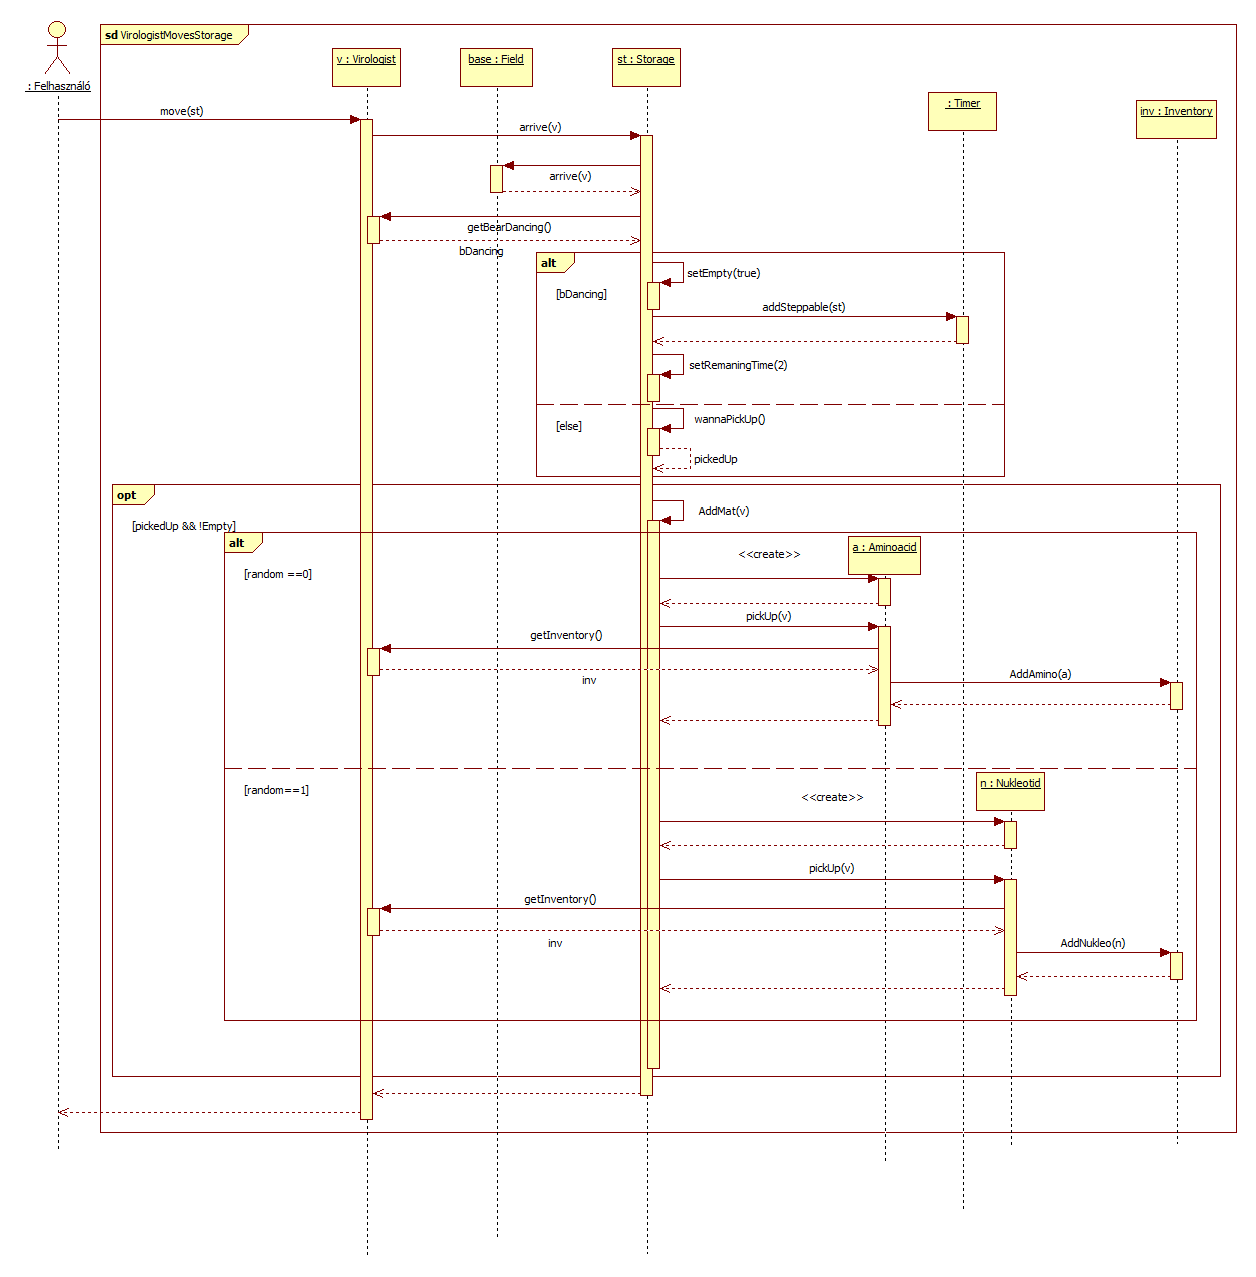 sd VirologistMovesStorage
: Felhasználó
v : Virologist
base : Field
st : Storage
: Timer
inv : Inventory
move(st)
arrive(v)
arrive(v)
getBearDancing()
bDancing
alt
setEmpty(true)
[bDancing]
addSteppable(st)
setRemaningTime(2)
[else]
wannaPickUp()
pickedUp
opt
[pickedUp && !Empty]
AddMat(v)
alt
<<create>>
a : Aminoacid
[random ==0]
pickUp(v)
getInventory()
inv
AddAmino(a)
[random==1]
<<create>>
n : Nukleotid
pickUp(v)
getInventory()
inv
AddNukleo(n)